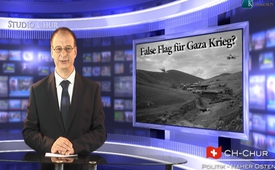 STUDIO CHUR
False Flag für Gaza Krieg?
CH-CHUR
POLITIK - NAHER OSTEN